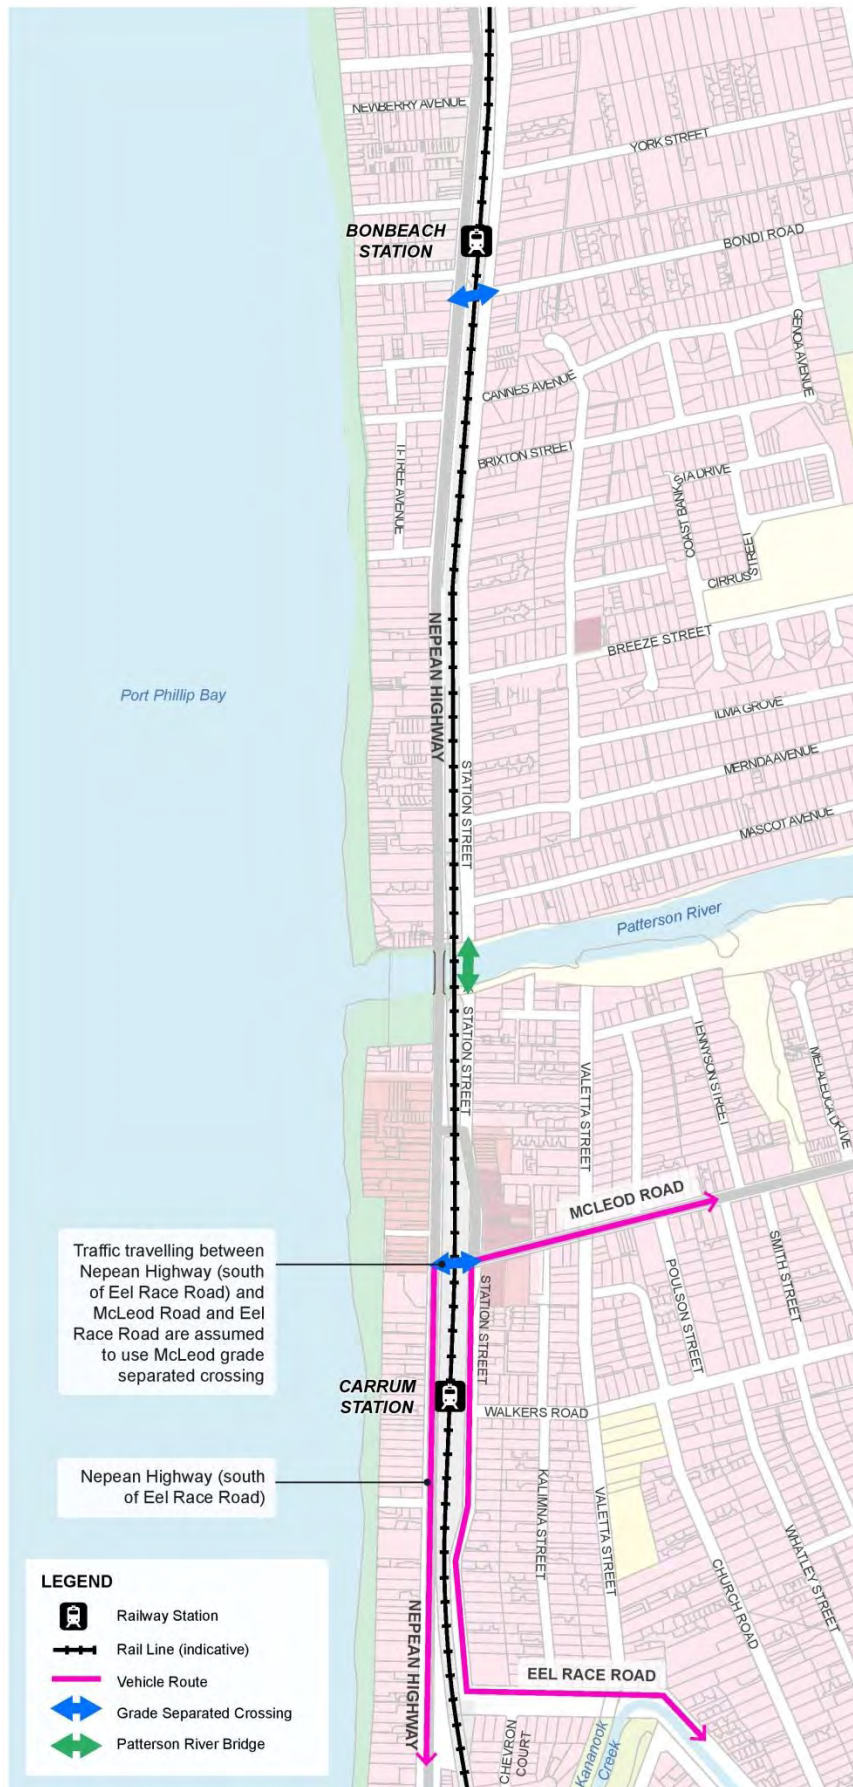 NEWBERRY AVENUE
YORK STREET
BONBEACH
STATION
BONDI ROAD
GENOA AVENUE
CANNES AVENUE
BRIXTON STREET
TI-TREE AVENUE
STA DRIVE
COAST BANK
CIRRUS
STREET
BREEZE STREET
NEPEAN HIGHWAY
Port Phillip Bay
ILMA GROVE
MERNDA AVENUE
STATION STREET
MASCOT AVENUE
Patterson River
STATION STREET
VALETTA STREET
TENNYSON STREET
MELALEUCA DRIVE
MCLEOD ROAD
Traffic travelling between
Nepean Highway (south
of Eel Race Road) and
McLeod Road and Eel
Race Road are assumed
to use McLeod grade
separated crossing
STATION STREET
POULSON STREET
SMITH STREET
CARRUM
STATION
WALKERS ROAD
Nepean Highway (south
of Eel Race Road)
KALIMNA STREET
VALETTA STREET
CHURCH ROAD
WHATLEY STREET
LEGEND
Railway Station
Rail Line (indicative)
Vehicle Route
Grade Separated Crossing
Patterson River Bridge
NEPEAN HIGHWAY
EEL RACE ROAD
CHEVRON
COURT
Kananook
Creek